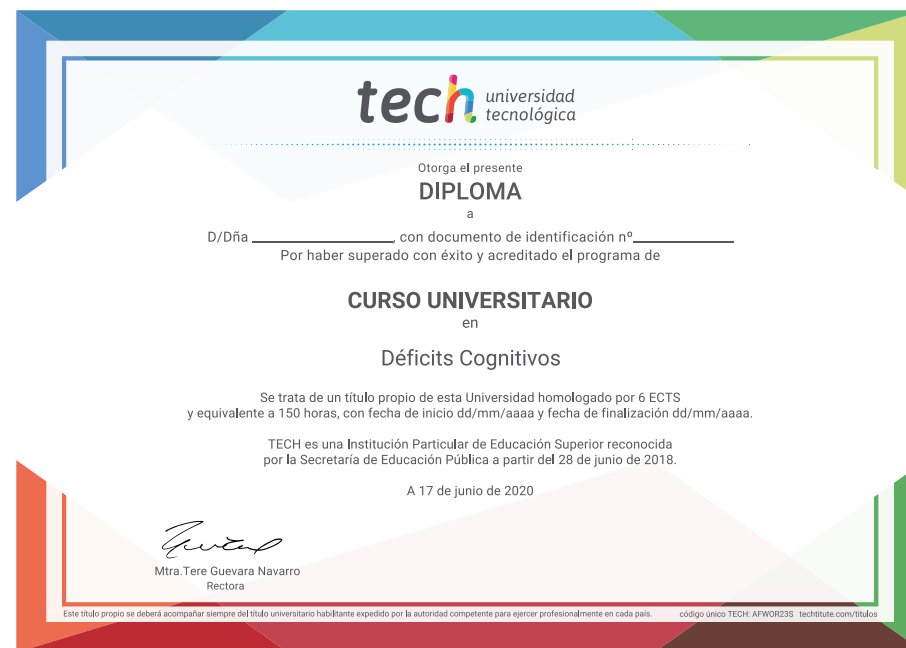 tech universidad
tecnológica
Otorga el presente
DIPLOMA
a
D/Dña ____________________, con documento de identificación nº______________
Por haber superado con éxito y acreditado el programa de
CURSO UNIVERSITARIO
en
Déficits Cognitivos
Se trata de un título propio de esta Universidad homologado por 6 ECTS
y equivalente a 150 horas, con fecha de inicio dd/mm/aaaa y fecha de finalización dd/mm/aaaa.
TECH es una Institución Particular de Educación Superior reconocida
por la Secretaría de Educación Pública a partir del 28 de junio de 2018.
A 17 de junio de 2020
Mtra.Tere Guevara Navarro
Rectora
Este título propio se deberá acompañar siempre del título universitario habilitante expedido por la autoridad competente para ejercer profesionalmente en cada país. código único TECH: AFWOR23S techtitute.com/titulos